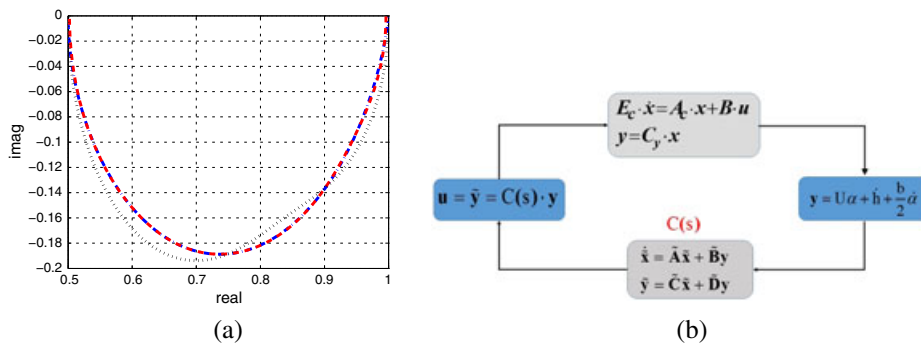 0
−0.02
−0.04
−0.06
−0.08
−0.1
−0.12
−0.14
−0.16
−0.18
−0.2
imag
0.5 0.6 0.7 0.8 0.9 1
real
(a)
E_c·ẋ=A_c·x+B·u
y=C_y·x
u = ỹ = C(s)·y
y = Uα + ḣ + b/2 α̇
C(s)
x̃̇ = Ãx̃ + B̃y
ỹ = C̃x̃ + D̃y
(b)